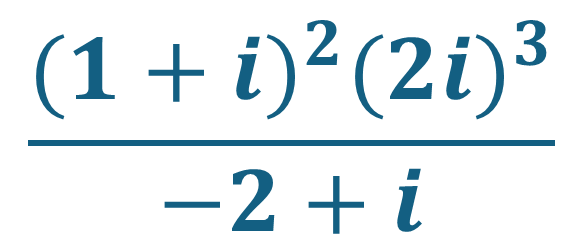 (1 + i)²(2i)³
−2 + i